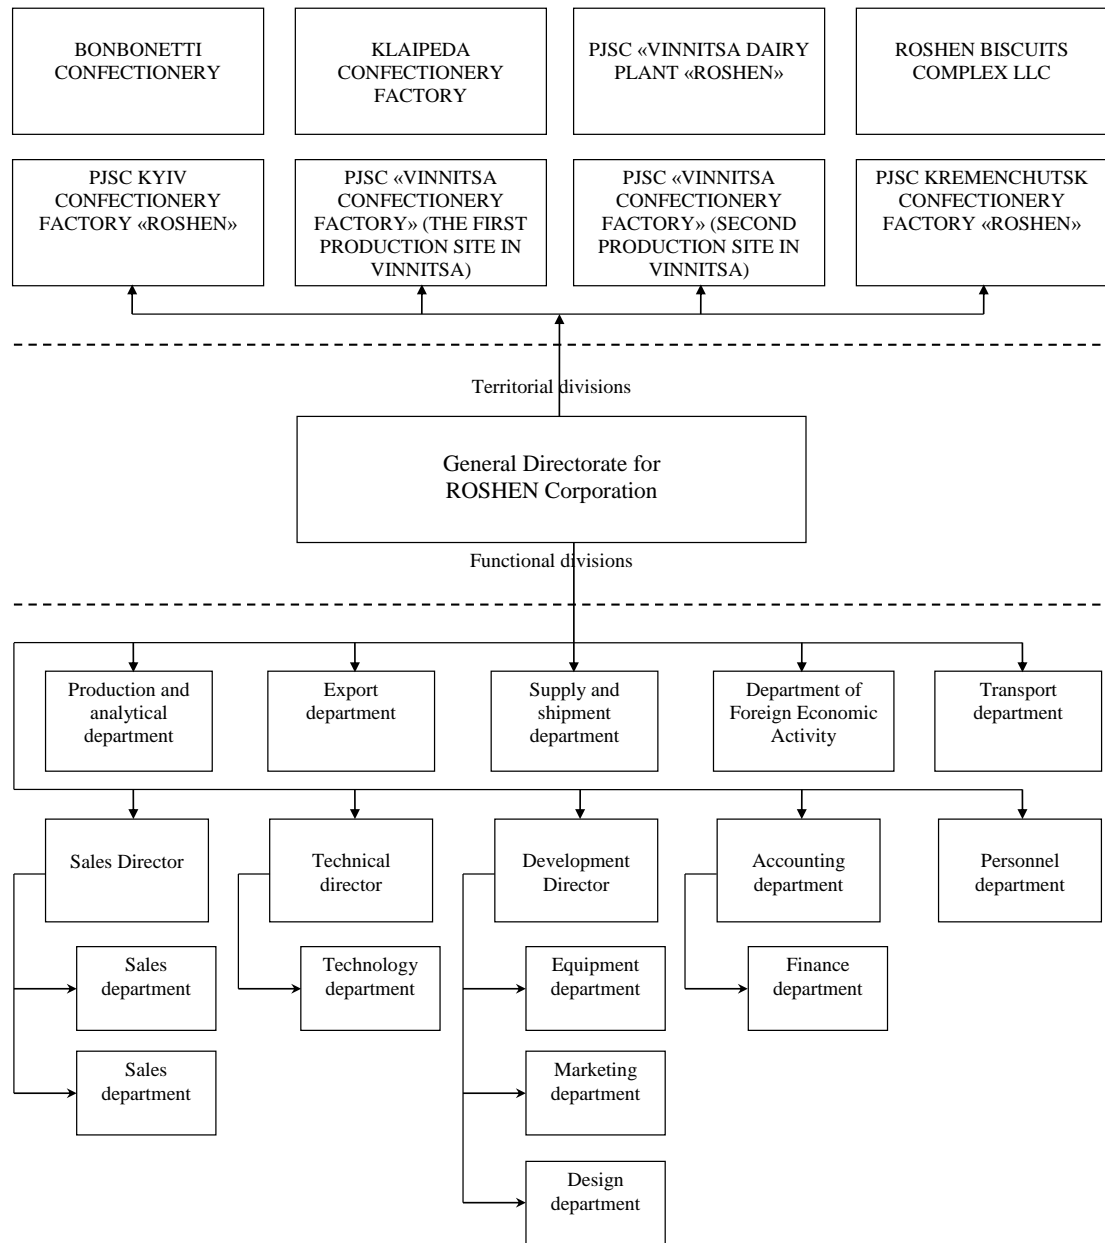 BONBONETTI
CONFECTIONERY
KLAIPEDA
CONFECTIONERY
FACTORY
PJSC «VINNITSA DAIRY
PLANT «ROSHEN»
ROSHEN BISCUITS
COMPLEX LLC
PJSC KYIV
CONFECTIONERY
FACTORY «ROSHEN»
PJSC «VINNITSA
CONFECTIONERY
FACTORY» (THE FIRST
PRODUCTION SITE IN
VINNITSA)
PJSC «VINNITSA
CONFECTIONERY
FACTORY» (SECOND
PRODUCTION SITE IN
VINNITSA)
PJSC KREMENCHUTSK
CONFECTIONERY
FACTORY «ROSHEN»
Territorial divisions
General Directorate for
ROSHEN Corporation
Functional divisions
Production and
analytical
department
Export
department
Supply and
shipment
department
Department of
Foreign Economic
Activity
Transport
department
Sales Director
Technical
director
Development
Director
Accounting
department
Personnel
department
Sales
department
Technology
department
Equipment
department
Finance
department
Sales
department
Marketing
department
Design
department